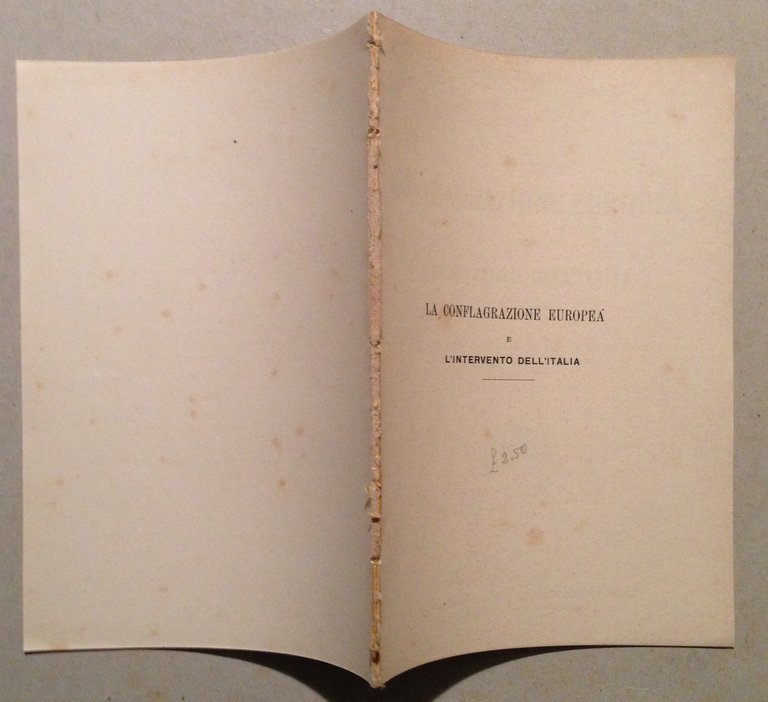 LA CONFLAGRAZIONE EUROPEA
E
L'INTERVENTO DELL'ITALIA
£ 2.50